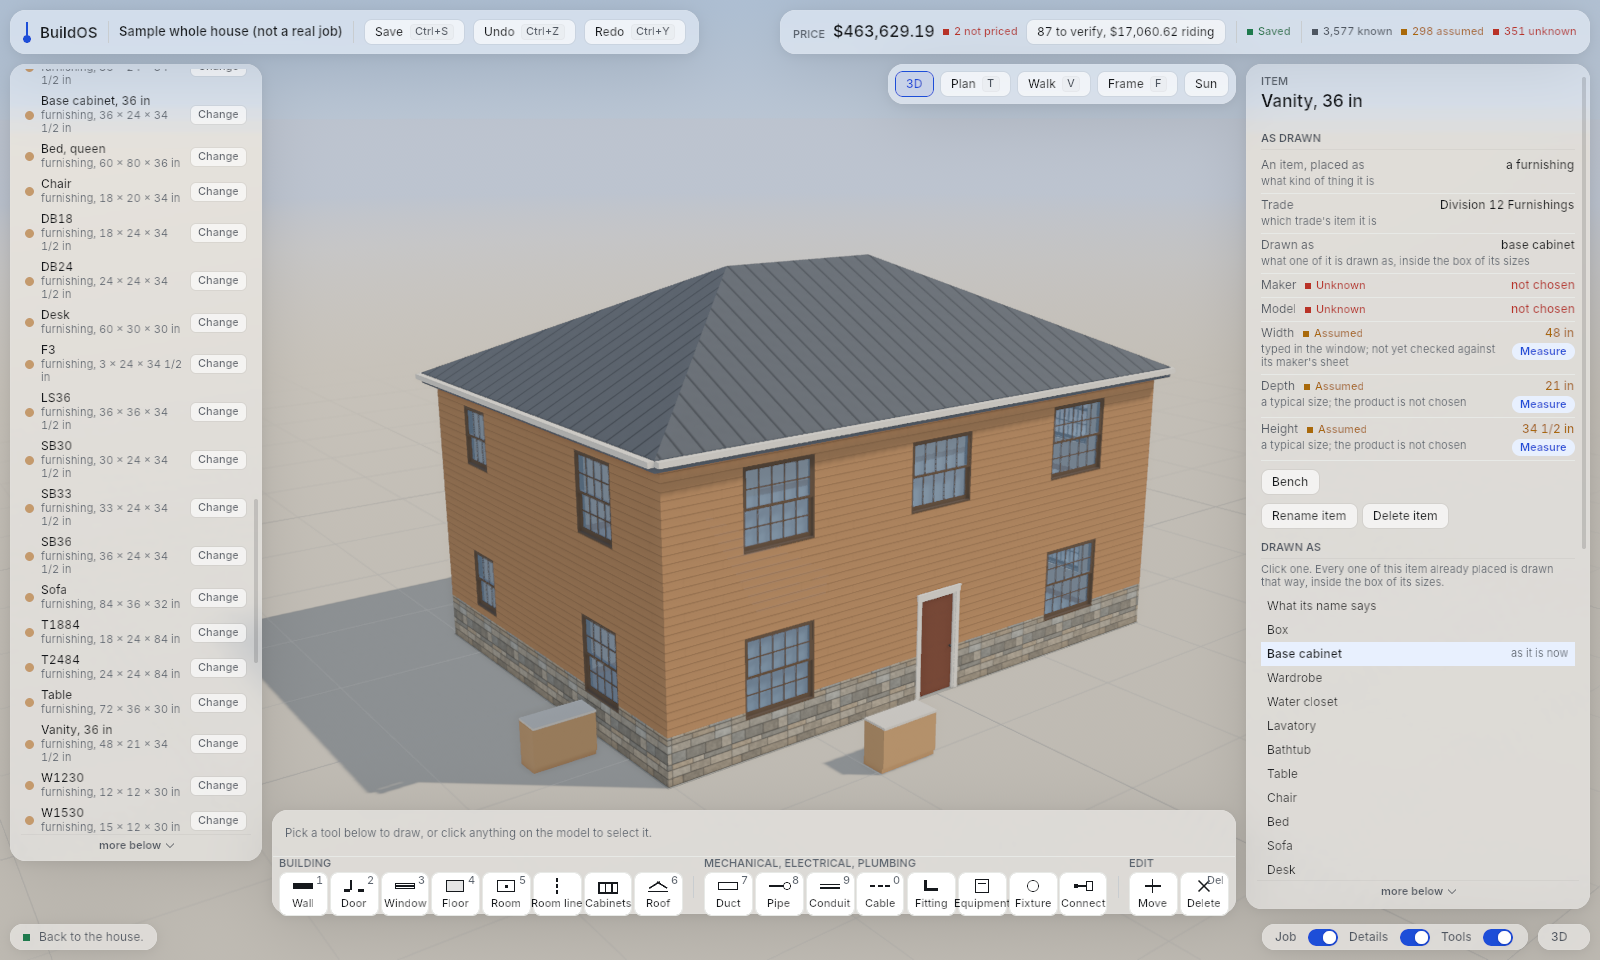 BuildOS
Sample whole house (not a real job)
Save Ctrl+S
Undo Ctrl+Z
Redo Ctrl+Y
PRICE $463,629.19 2 not priced
87 to verify, $17,060.62 riding
Saved
3,577 known 298 assumed 351 unknown
3D
Plan T
Walk V
Frame F
Sun
1/2 in
Change
Base cabinet, 36 in
furnishing, 36 × 24 × 34
1/2 in
Change
Bed, queen
furnishing, 60 × 80 × 36 in
Change
Chair
furnishing, 18 × 20 × 34 in
Change
DB18
furnishing, 18 × 24 × 34
1/2 in
Change
DB24
furnishing, 24 × 24 × 34
1/2 in
Change
Desk
furnishing, 60 × 30 × 30 in
Change
F3
furnishing, 3 × 24 × 34 1/2
in
Change
LS36
furnishing, 36 × 36 × 34
1/2 in
Change
SB30
furnishing, 30 × 24 × 34
1/2 in
Change
SB33
furnishing, 33 × 24 × 34
1/2 in
Change
SB36
furnishing, 36 × 24 × 34
1/2 in
Change
Sofa
furnishing, 84 × 36 × 32 in
Change
T1884
furnishing, 18 × 24 × 84 in
Change
T2484
furnishing, 24 × 24 × 84 in
Change
Table
furnishing, 72 × 36 × 30 in
Change
Vanity, 36 in
furnishing, 48 × 21 × 34
1/2 in
Change
W1230
furnishing, 12 × 12 × 30 in
Change
W1530
furnishing, 15 × 12 × 30 in
Change
more below
ITEM
Vanity, 36 in
AS DRAWN
An item, placed as a furnishing
what kind of thing it is
Trade Division 12 Furnishings
which trade's item it is
Drawn as base cabinet
what one of it is drawn as, inside the box of its sizes
Maker Unknown not chosen
Model Unknown not chosen
Width Assumed 48 in
typed in the window; not yet checked against
its maker's sheet
Measure
Depth Assumed 21 in
a typical size; the product is not chosen
Measure
Height Assumed 34 1/2 in
a typical size; the product is not chosen
Measure
Bench
Rename item
Delete item
DRAWN AS
Click one. Every one of this item already placed is drawn
that way, inside the box of its sizes.
What its name says
Box
Base cabinet as it is now
Wardrobe
Water closet
Lavatory
Bathtub
Table
Chair
Bed
Sofa
Desk
more below
Pick a tool below to draw, or click anything on the model to select it.
BUILDING
1 Wall
2 Door
3 Window
4 Floor
5 Room
Room line
Cabinets
6 Roof
MECHANICAL, ELECTRICAL, PLUMBING
7 Duct
8 Pipe
9 Conduit
0 Cable
Fitting
Equipment
Fixture
Connect
EDIT
Move
Del Delete
Back to the house.
Job
Details
Tools
3D